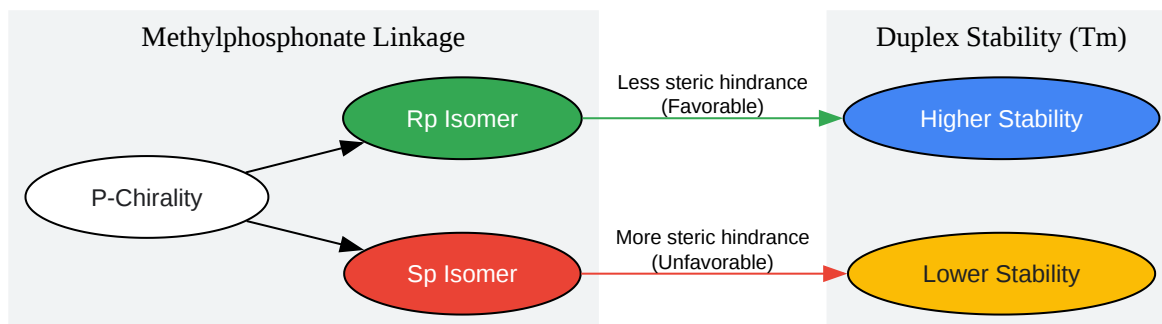 Methylphosphonate Linkage
Duplex Stability (Tm)
P-Chirality
Rp Isomer
Less steric hindrance
(Favorable)
Higher Stability
Sp Isomer
More steric hindrance
(Unfavorable)
Lower Stability